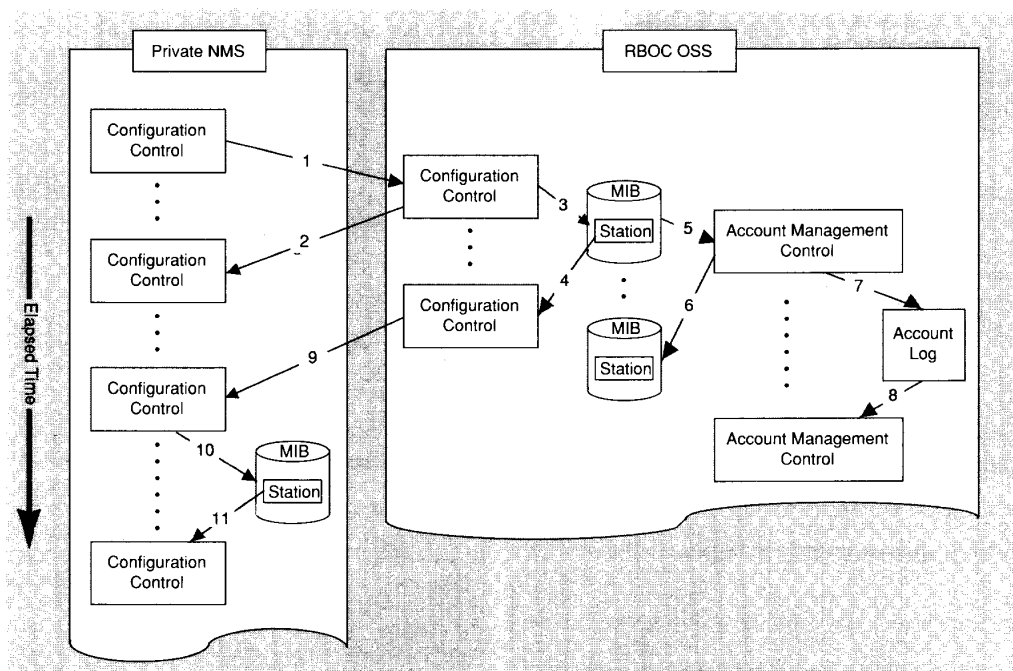 Private NMS
RBOC OSS
Configuration
Control
1
Configuration
Control
3
MIB
Station
5
Account Management
Control
2
Configuration
Control
4
6
7
Configuration
Control
MIB
Station
Account
Log
Elapsed Time
9
8
Configuration
Control
Account Management
Control
10
MIB
Station
11
Configuration
Control